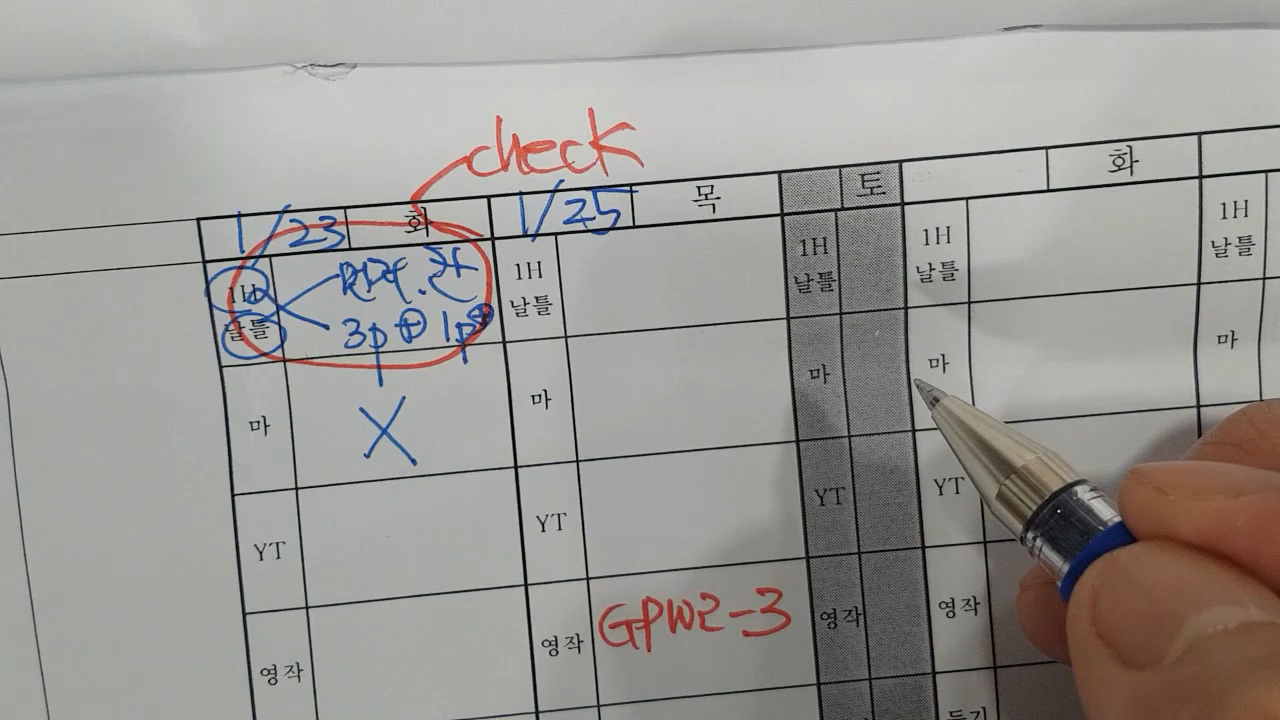 check
1/23 화 1/25 목 토 화
1H 날틀 1H 날틀 1H 날틀 1H 날틀 1H 날틀
3p + 1p
마 X 마 마 마 마
YT YT YT YT
영작 영작 GPW2-3 영작 영작
듣기